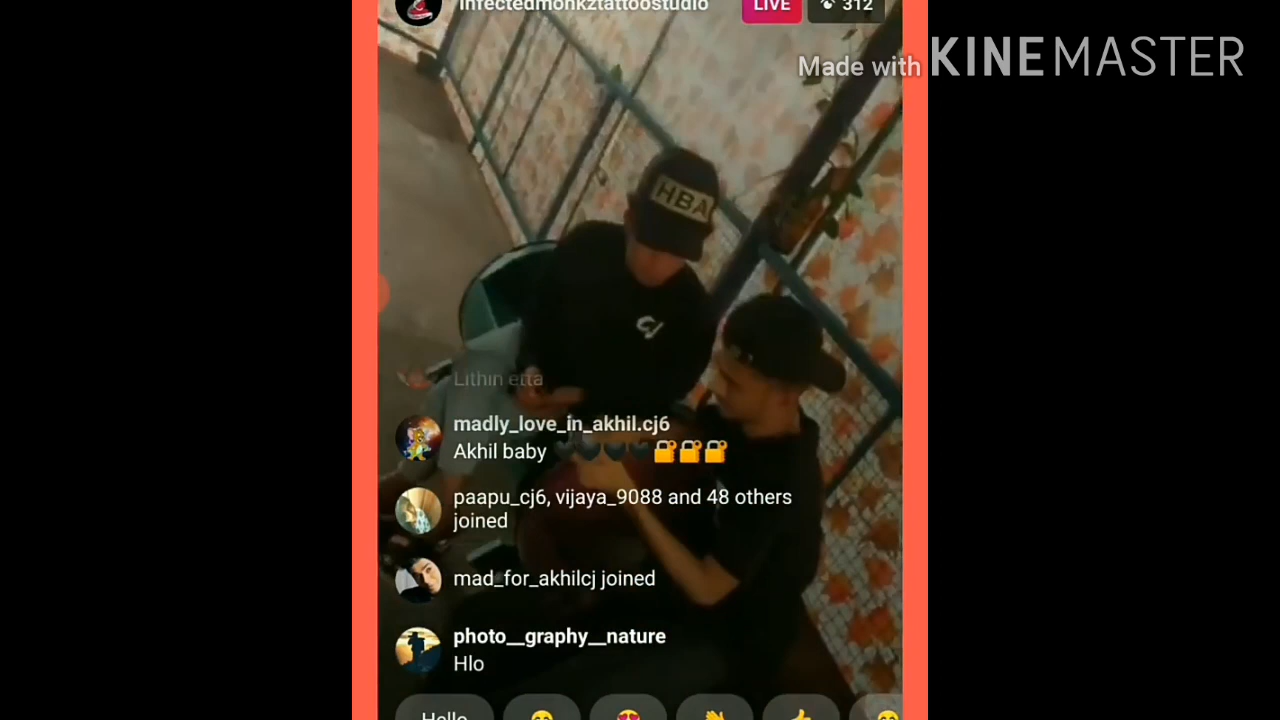 infectedmonkztattoostudio LIVE 312
Made with KINEMASTER
HBA
CJ
Lithin etta
madly_love_in_akhil.cj6
Akhil baby 🖤🖤🖤🖤🔐🔐🔐
paapu_cj6, vijaya_9088 and 48 others
joined
mad_for_akhilcj joined
photo__graphy__nature
Hlo
Hello